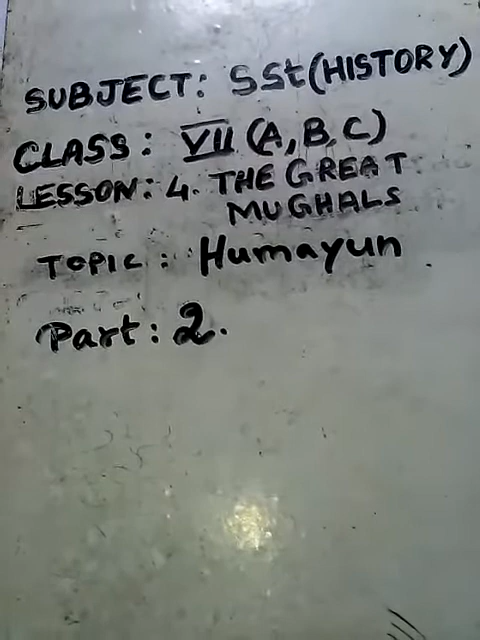 SUBJECT: SSt (HISTORY)
CLASS: VII (A, B, C)
LESSON: 4. THE GREAT
MUGHALS
TOPIC: Humayun
Part: 2.